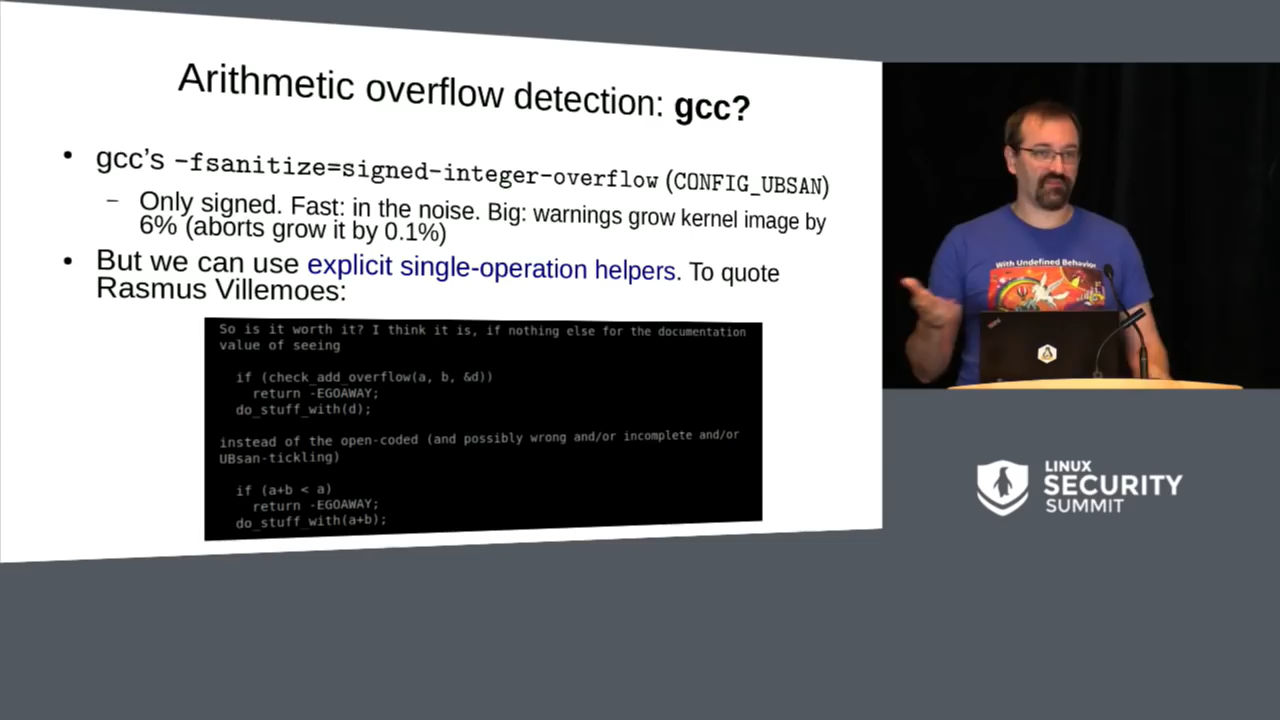 Arithmetic overflow detection: gcc?
• gcc's -fsanitize=signed-integer-overflow (CONFIG_UBSAN)
– Only signed. Fast: in the noise. Big: warnings grow kernel image by
6% (aborts grow it by 0.1%)
• But we can use explicit single-operation helpers. To quote
Rasmus Villemoes:
So is it worth it? I think it is, if nothing else for the documentation
value of seeing
if (check_add_overflow(a, b, &d))
return -EGOAWAY;
do_stuff_with(d);
instead of the open-coded (and possibly wrong and/or incomplete and/or
UBsan-tickling)
if (a+b < a)
return -EGOAWAY;
do_stuff_with(a+b);
With Undefined Behavior
LINUX
SECURITY
SUMMIT